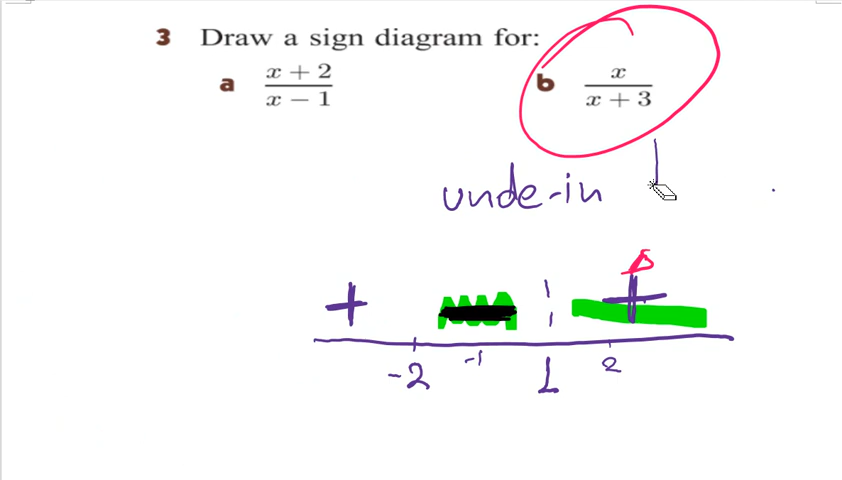 3 Draw a sign diagram for:
a x + 2 / x − 1
b x / x + 3
unde-in
+ +
-2 -1 1 2